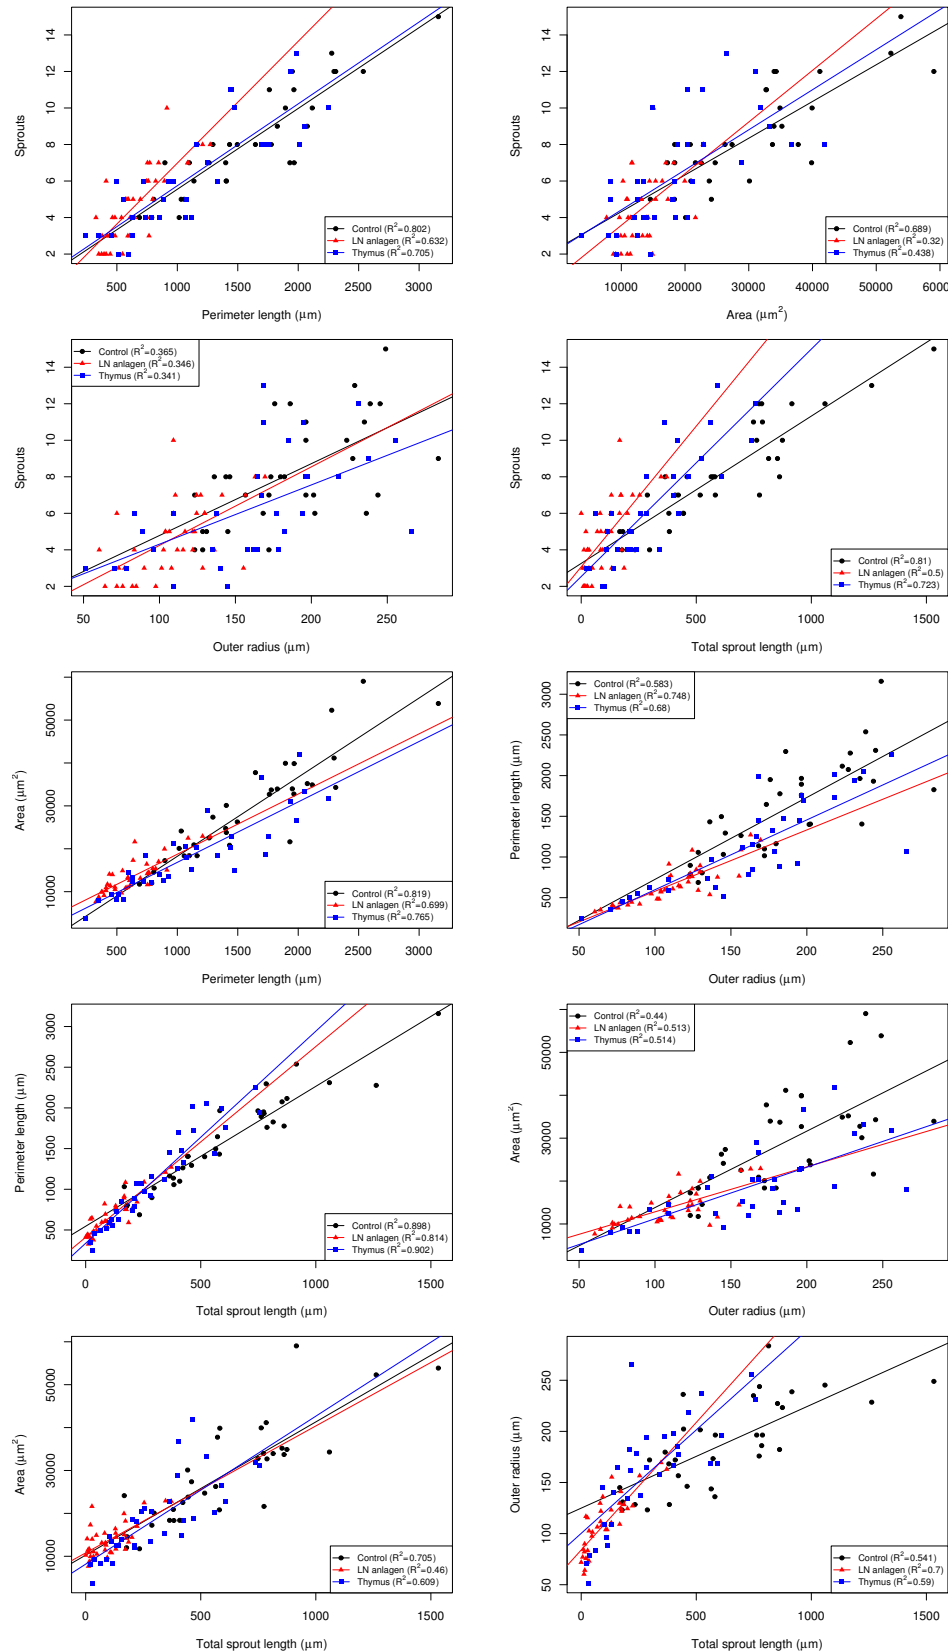 2 4 6 8 10 12 14
Sprouts
500 1000 1500 2000 2500 3000
Perimeter length (μm)
Control (R²=0.802)
LN anlagen (R²=0.632)
Thymus (R²=0.705)
2 4 6 8 10 12 14
Sprouts
10000 20000 30000 40000 50000 6000
Area (μm²)
Control (R²=0.689)
LN anlagen (R²=0.32)
Thymus (R²=0.438)
2 4 6 8 10 12 14
Sprouts
50 100 150 200 250
Outer radius (μm)
Control (R²=0.365)
LN anlagen (R²=0.346)
Thymus (R²=0.341)
2 4 6 8 10 12 14
Sprouts
0 500 1000 1500
Total sprout length (μm)
Control (R²=0.81)
LN anlagen (R²=0.5)
Thymus (R²=0.723)
10000 30000 50000
Area (μm²)
500 1000 1500 2000 2500 3000
Perimeter length (μm)
Control (R²=0.819)
LN anlagen (R²=0.699)
Thymus (R²=0.765)
500 1000 1500 2000 3000
Perimeter length (μm)
50 100 150 200 250
Outer radius (μm)
Control (R²=0.583)
LN anlagen (R²=0.748)
Thymus (R²=0.68)
500 1000 1500 2000 2500 3000
Perimeter length (μm)
0 500 1000 1500
Total sprout length (μm)
Control (R²=0.898)
LN anlagen (R²=0.814)
Thymus (R²=0.902)
10000 30000 50000
Area (μm²)
50 100 150 200 250
Outer radius (μm)
Control (R²=0.44)
LN anlagen (R²=0.513)
Thymus (R²=0.514)
10000 30000 50000
Area (μm²)
0 500 1000 1500
Total sprout length (μm)
Control (R²=0.705)
LN anlagen (R²=0.46)
Thymus (R²=0.609)
50 100 150 200 250
Outer radius (μm)
0 500 1000 1500
Total sprout length (μm)
Control (R²=0.541)
LN anlagen (R²=0.7)
Thymus (R²=0.59)